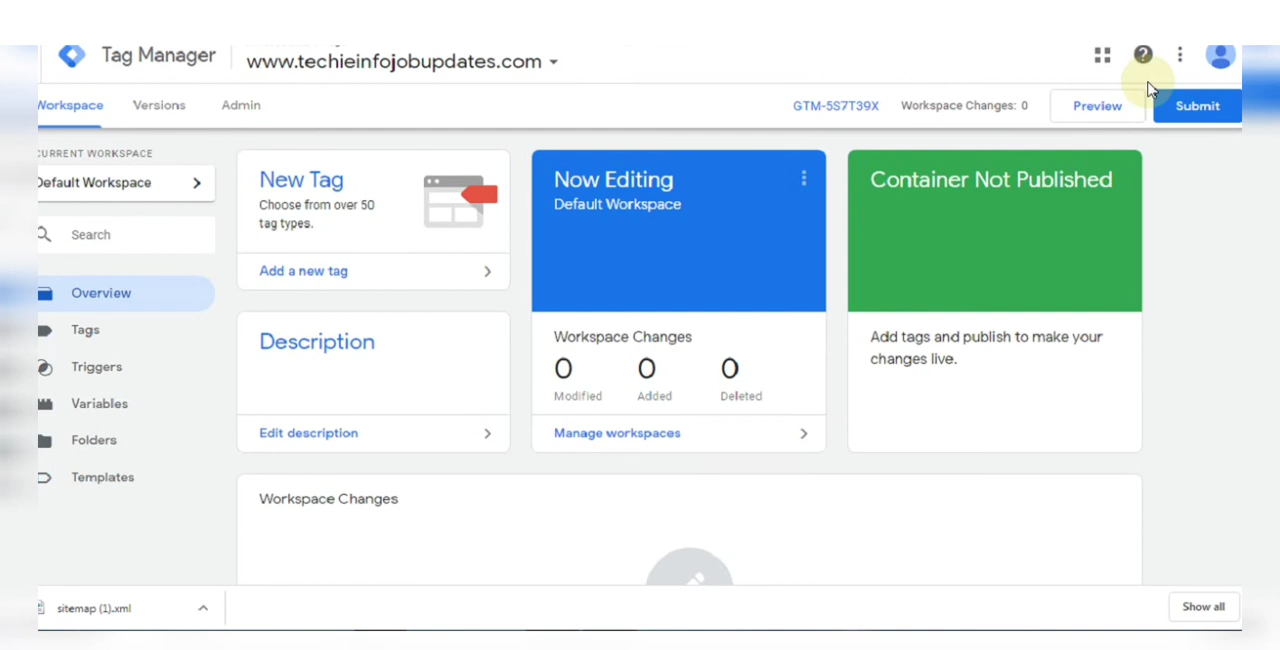 Tag Manager
www.techieinfojobupdates.com
Workspace
Versions
Admin
GTM-5S7T39X
Workspace Changes: 0
Preview
Submit
CURRENT WORKSPACE
Default Workspace
Search
Overview
Tags
Triggers
Variables
Folders
Templates
New Tag
Choose from over 50
tag types.
Add a new tag
Description
Edit description
Now Editing
Default Workspace
Workspace Changes
0 0 0
Modified Added Deleted
Manage workspaces
Container Not Published
Add tags and publish to make your
changes live.
Workspace Changes
sitemap (1).xml
Show all